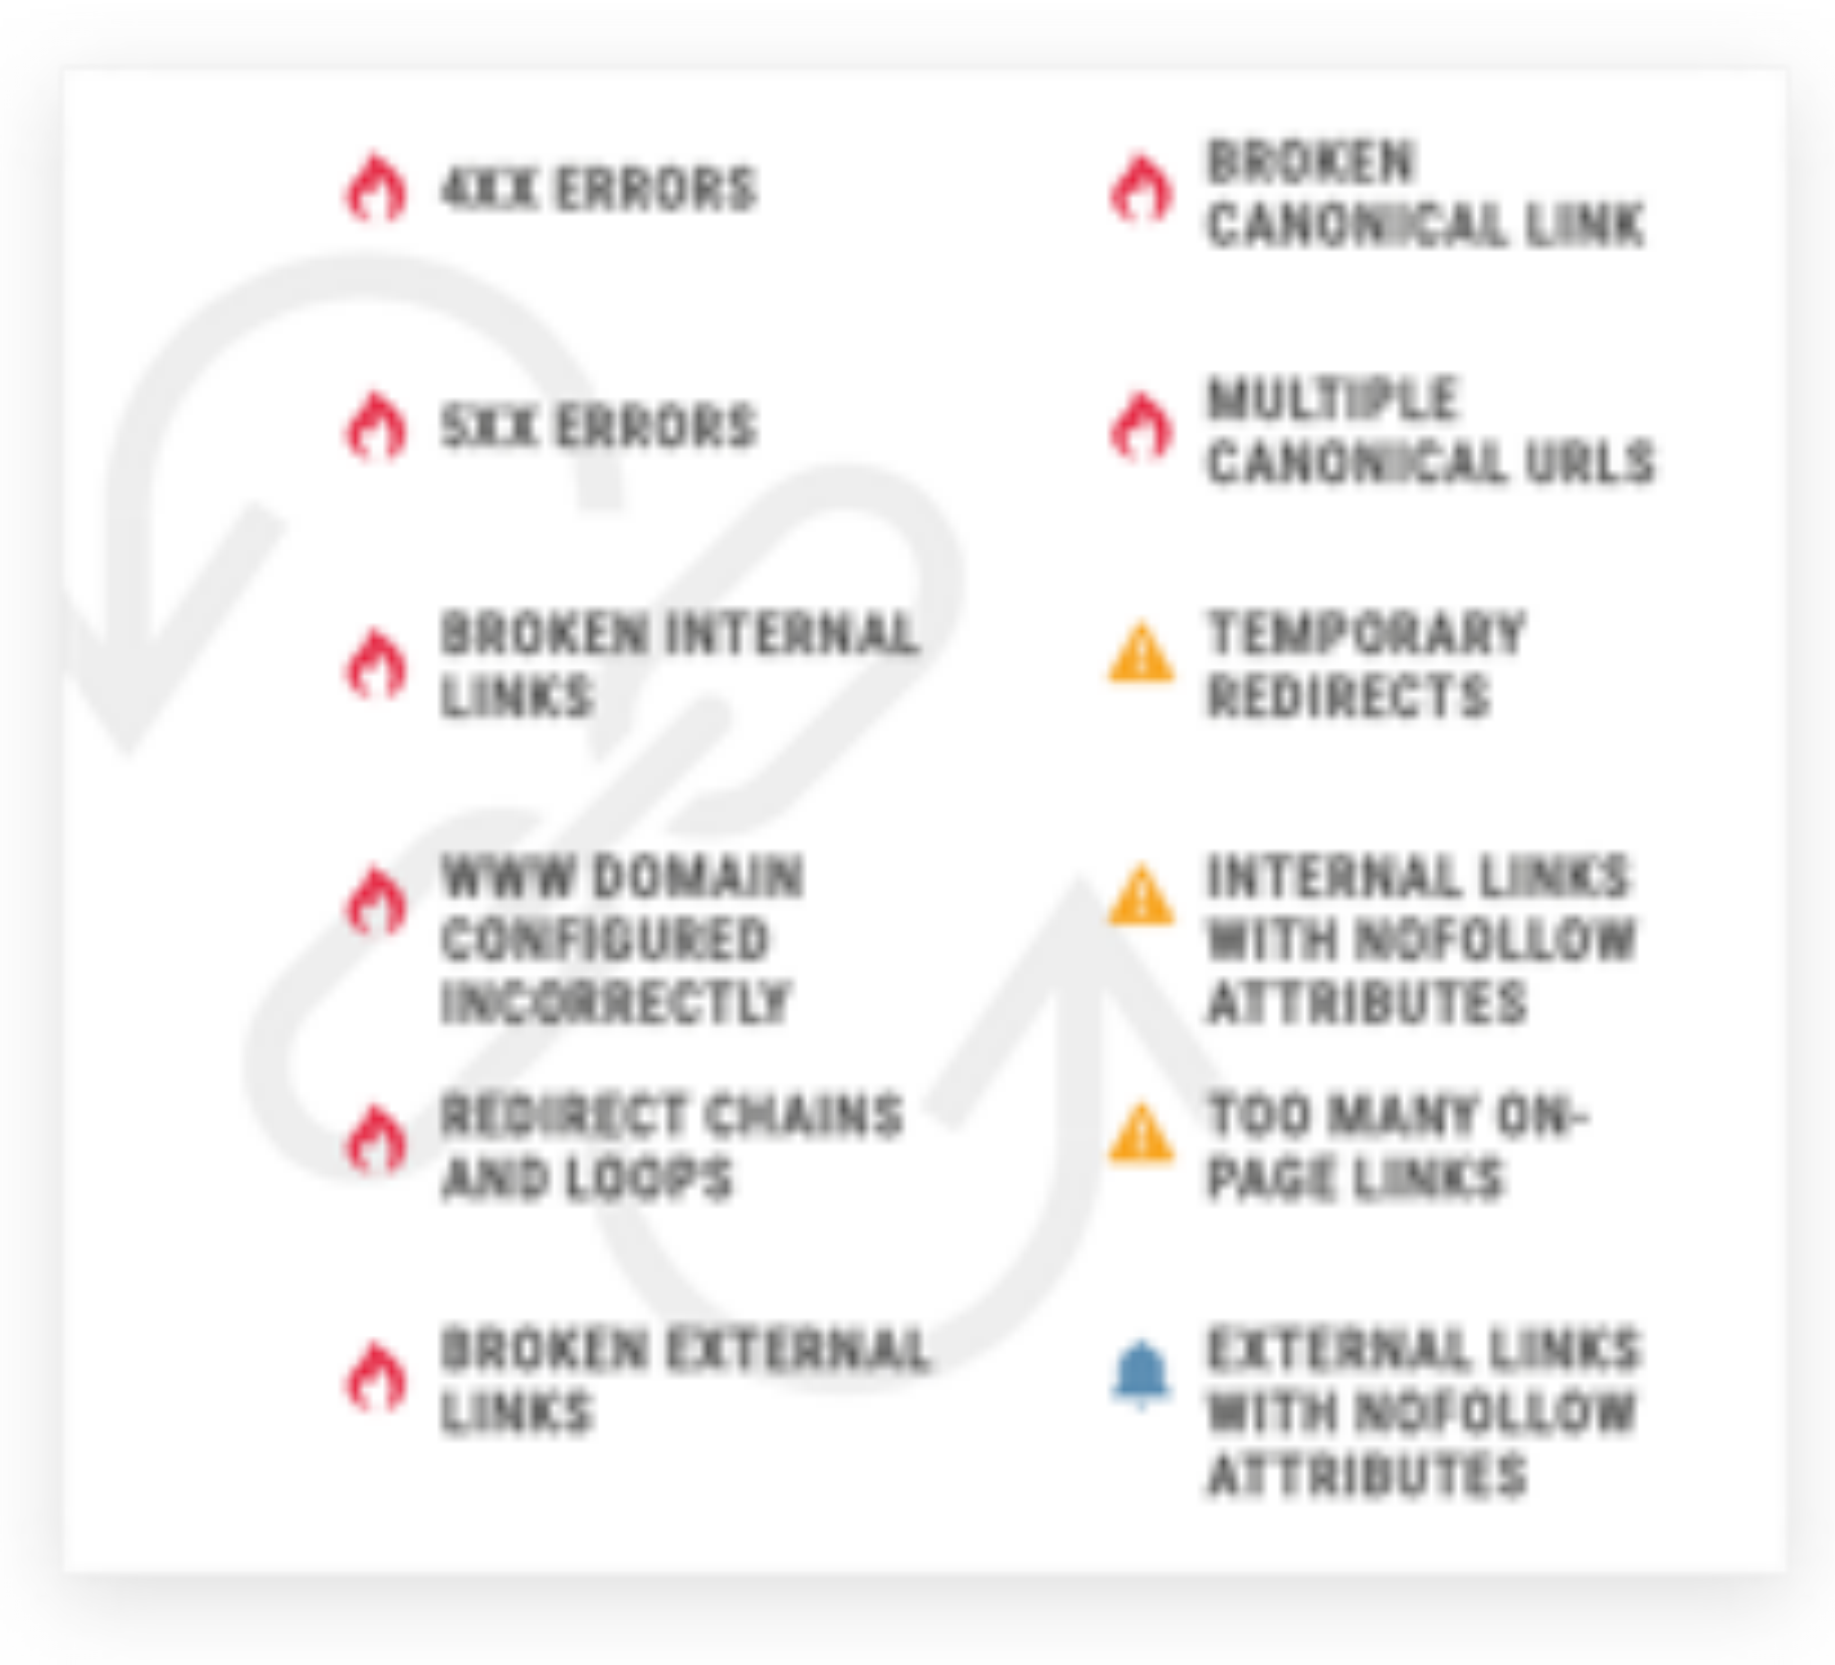 4XX ERRORS
5XX ERRORS
BROKEN INTERNAL
LINKS
WWW DOMAIN
CONFIGURED
INCORRECTLY
REDIRECT CHAINS
AND LOOPS
BROKEN EXTERNAL
LINKS
BROKEN
CANONICAL LINK
MULTIPLE
CANONICAL URLS
TEMPORARY
REDIRECTS
INTERNAL LINKS
WITH NOFOLLOW
ATTRIBUTES
TOO MANY ON-
PAGE LINKS
EXTERNAL LINKS
WITH NOFOLLOW
ATTRIBUTES